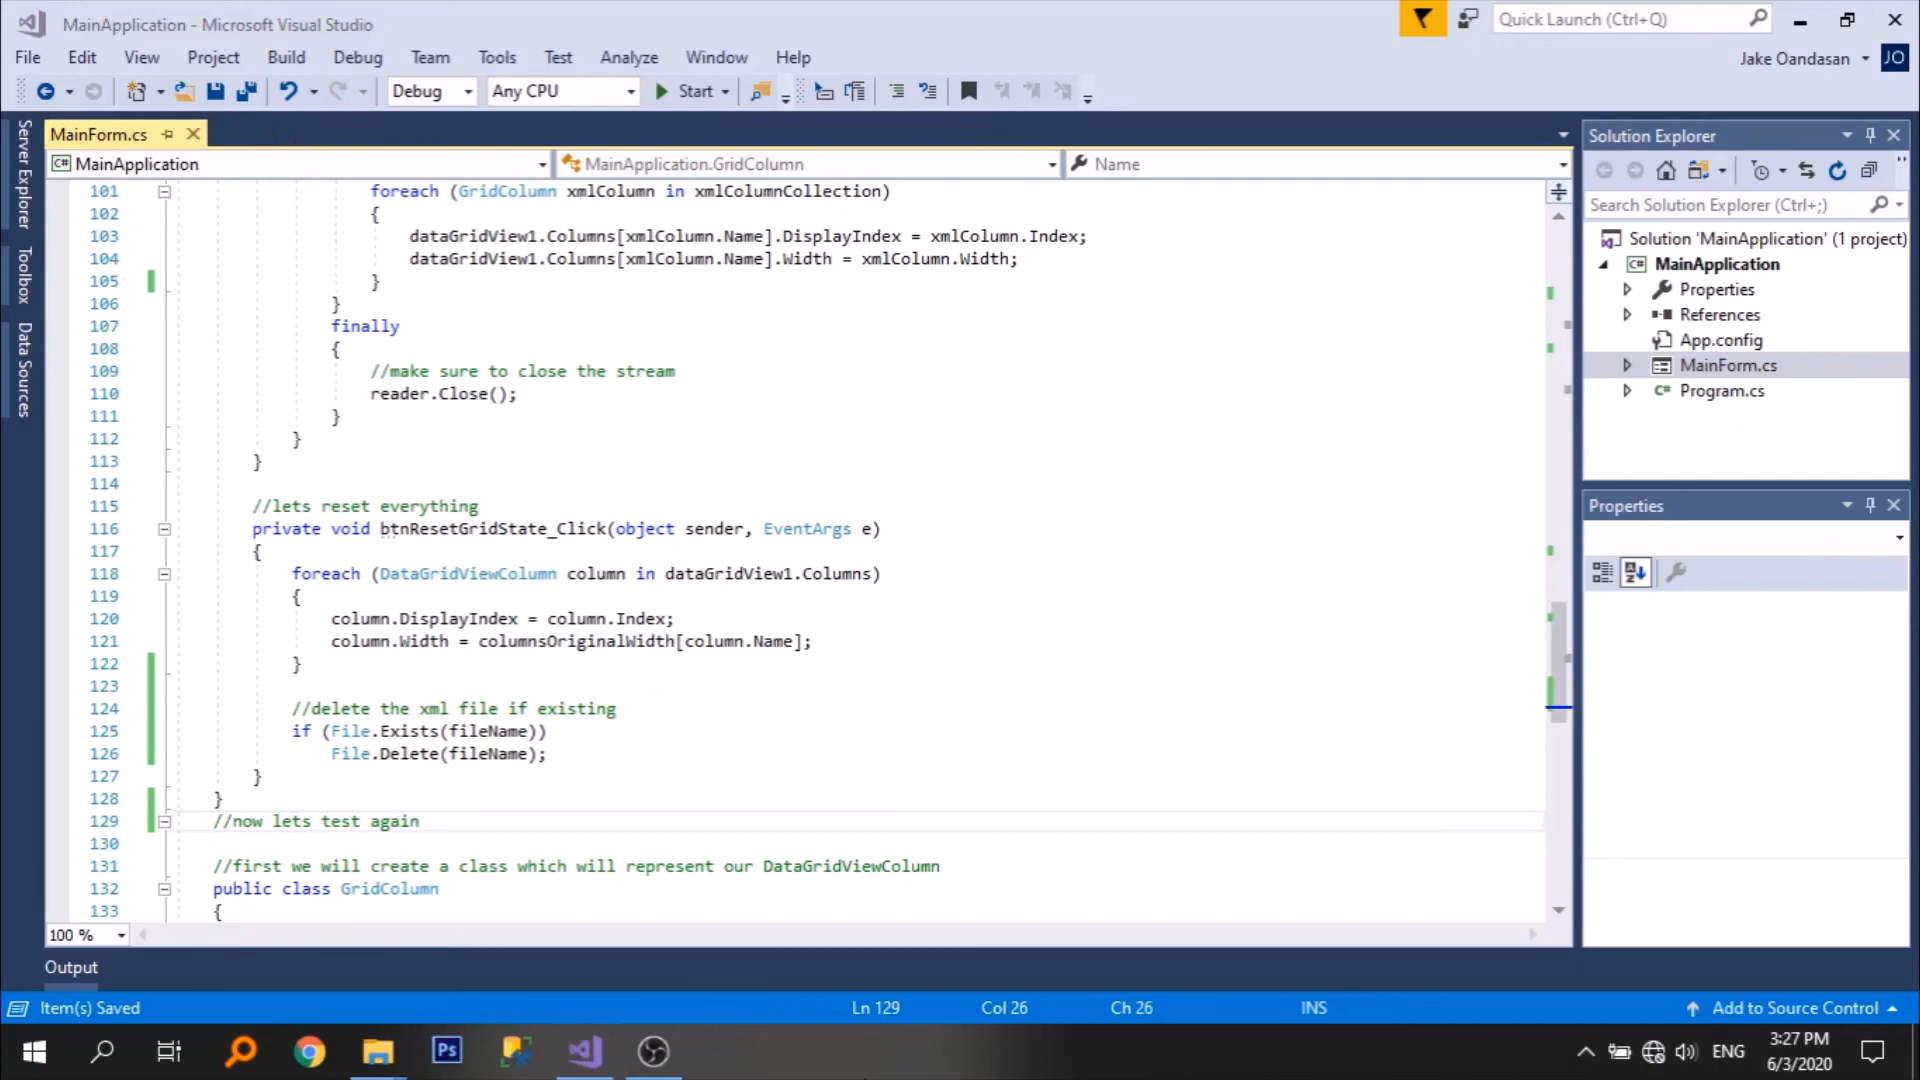 MainApplication - Microsoft Visual Studio
Quick Launch (Ctrl+Q)
File Edit View Project Build Debug Team Tools Test Analyze Window Help
Jake Oandasan JO
Debug Any CPU Start
Server Explorer
Toolbox
Data Sources
MainForm.cs
C# MainApplication MainApplication.GridColumn Name
101 foreach (GridColumn xmlColumn in xmlColumnCollection)
102 {
103 dataGridView1.Columns[xmlColumn.Name].DisplayIndex = xmlColumn.Index;
104 dataGridView1.Columns[xmlColumn.Name].Width = xmlColumn.Width;
105 }
106 }
107 finally
108 {
109 //make sure to close the stream
110 reader.Close();
111 }
112 }
113 }
114
115 //lets reset everything
116 private void btnResetGridState_Click(object sender, EventArgs e)
117 {
118 foreach (DataGridViewColumn column in dataGridView1.Columns)
119 {
120 column.DisplayIndex = column.Index;
121 column.Width = columnsOriginalWidth[column.Name];
122 }
123
124 //delete the xml file if existing
125 if (File.Exists(fileName))
126 File.Delete(fileName);
127 }
128 }
129 //now lets test again
130
131 //first we will create a class which will represent our DataGridViewColumn
132 public class GridColumn
133 {
100 %
Solution Explorer
Search Solution Explorer (Ctrl+;)
Solution 'MainApplication' (1 project)
C# MainApplication
Properties
References
App.config
MainForm.cs
C# Program.cs
Properties
Output
Item(s) Saved Ln 129 Col 26 Ch 26 INS Add to Source Control
Ps
ENG
3:27 PM
6/3/2020